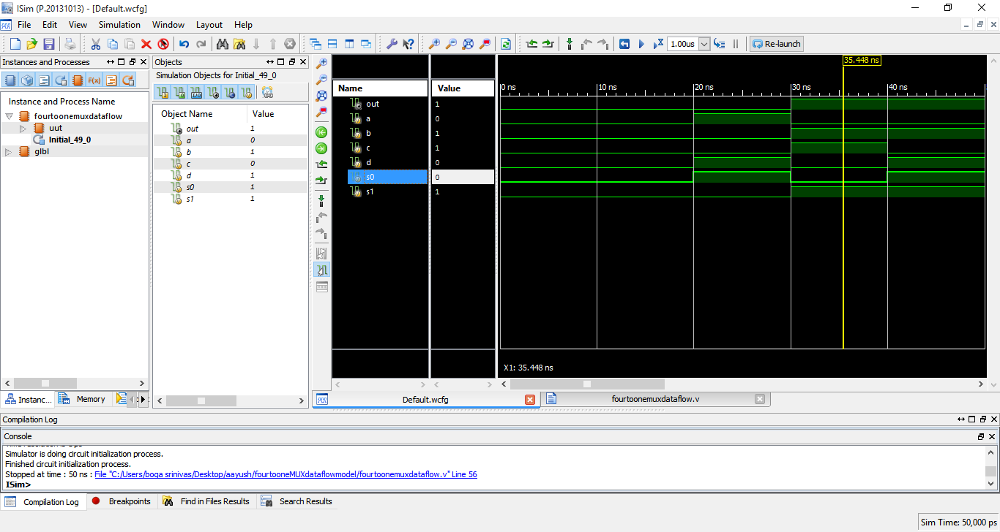 ISim (P.20131013) - [Default.wcfg]
File Edit View Simulation Window Layout Help
1.00us Re-launch
Instances and Processes
Instance and Process Name
fourtoonemuxdataflow
uut
Initial_49_0
glbl
Instanc... Memory
Objects
Simulation Objects for Initial_49_0
Object Name Value
out 1
a 0
b 1
c 0
d 1
s0 1
s1 1
Name Value
out 1
a 0
b 1
c 1
d 0
s0 0
s1 1
35.448 ns
0 ns 10 ns 20 ns 30 ns 40 ns
X1: 35.448 ns
Default.wcfg fourtoonemuxdataflow.v
Compilation Log
Console
Simulator is doing circuit initialization process.
Finished circuit initialization process.
Stopped at time : 50 ns : File "C:/Users/boga srinivas/Desktop/aayush/fourtooneMUXdataflowmodel/fourtoonemuxdataflow.v" Line 56
ISim>
Compilation Log Breakpoints Find in Files Results Search Results
Sim Time: 50,000 ps